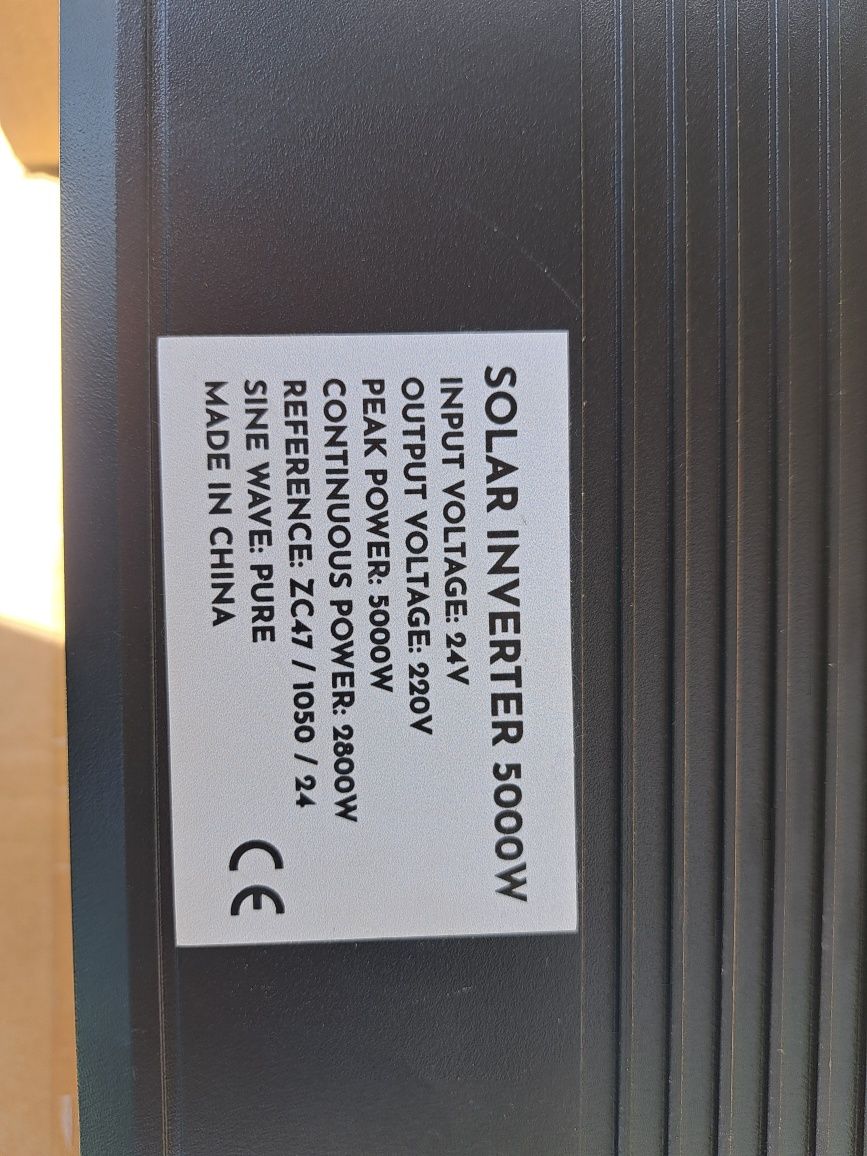 SOLAR INVERTER 5000W
INPUT VOLTAGE: 24V
OUTPUT VOLTAGE: 220V
PEAK POWER: 5000W
CONTINUOUS POWER: 2800W
REFERENCE: ZC47 / 1050 / 24
SINE WAVE: PURE
MADE IN CHINA
CE